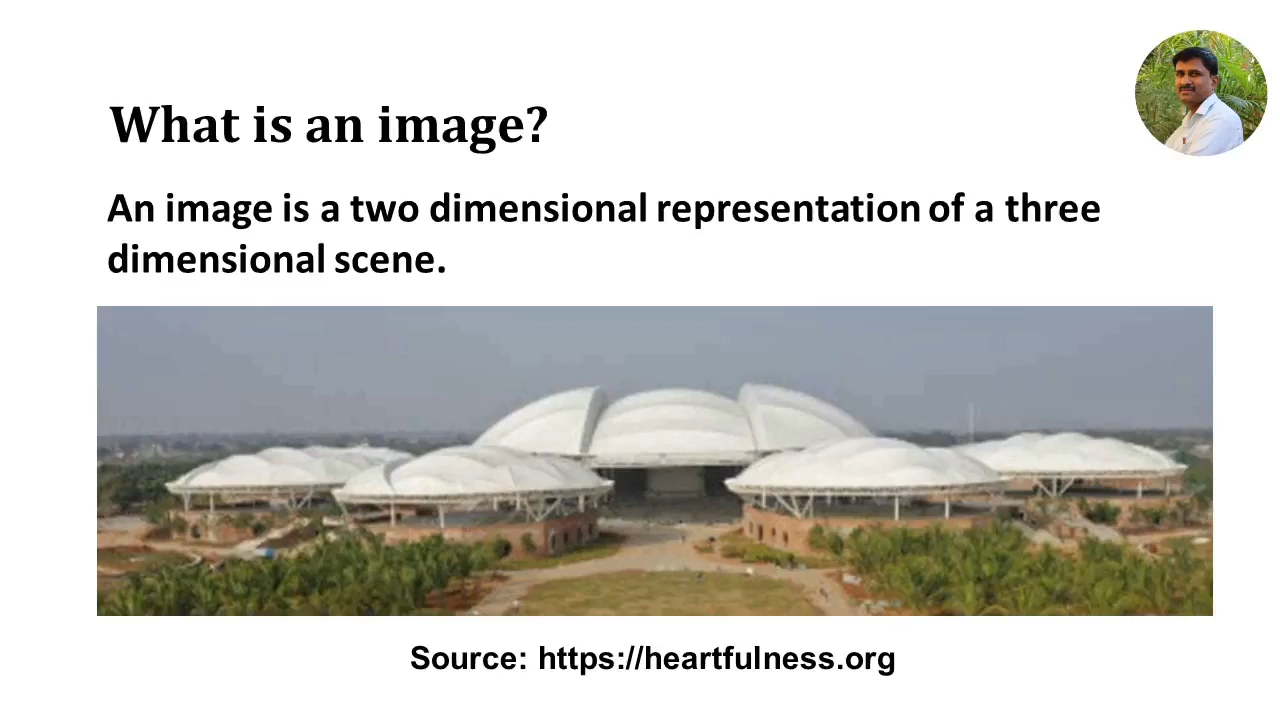 What is an image?
An image is a two dimensional representation of a three
dimensional scene.
Source: https://heartfulness.org